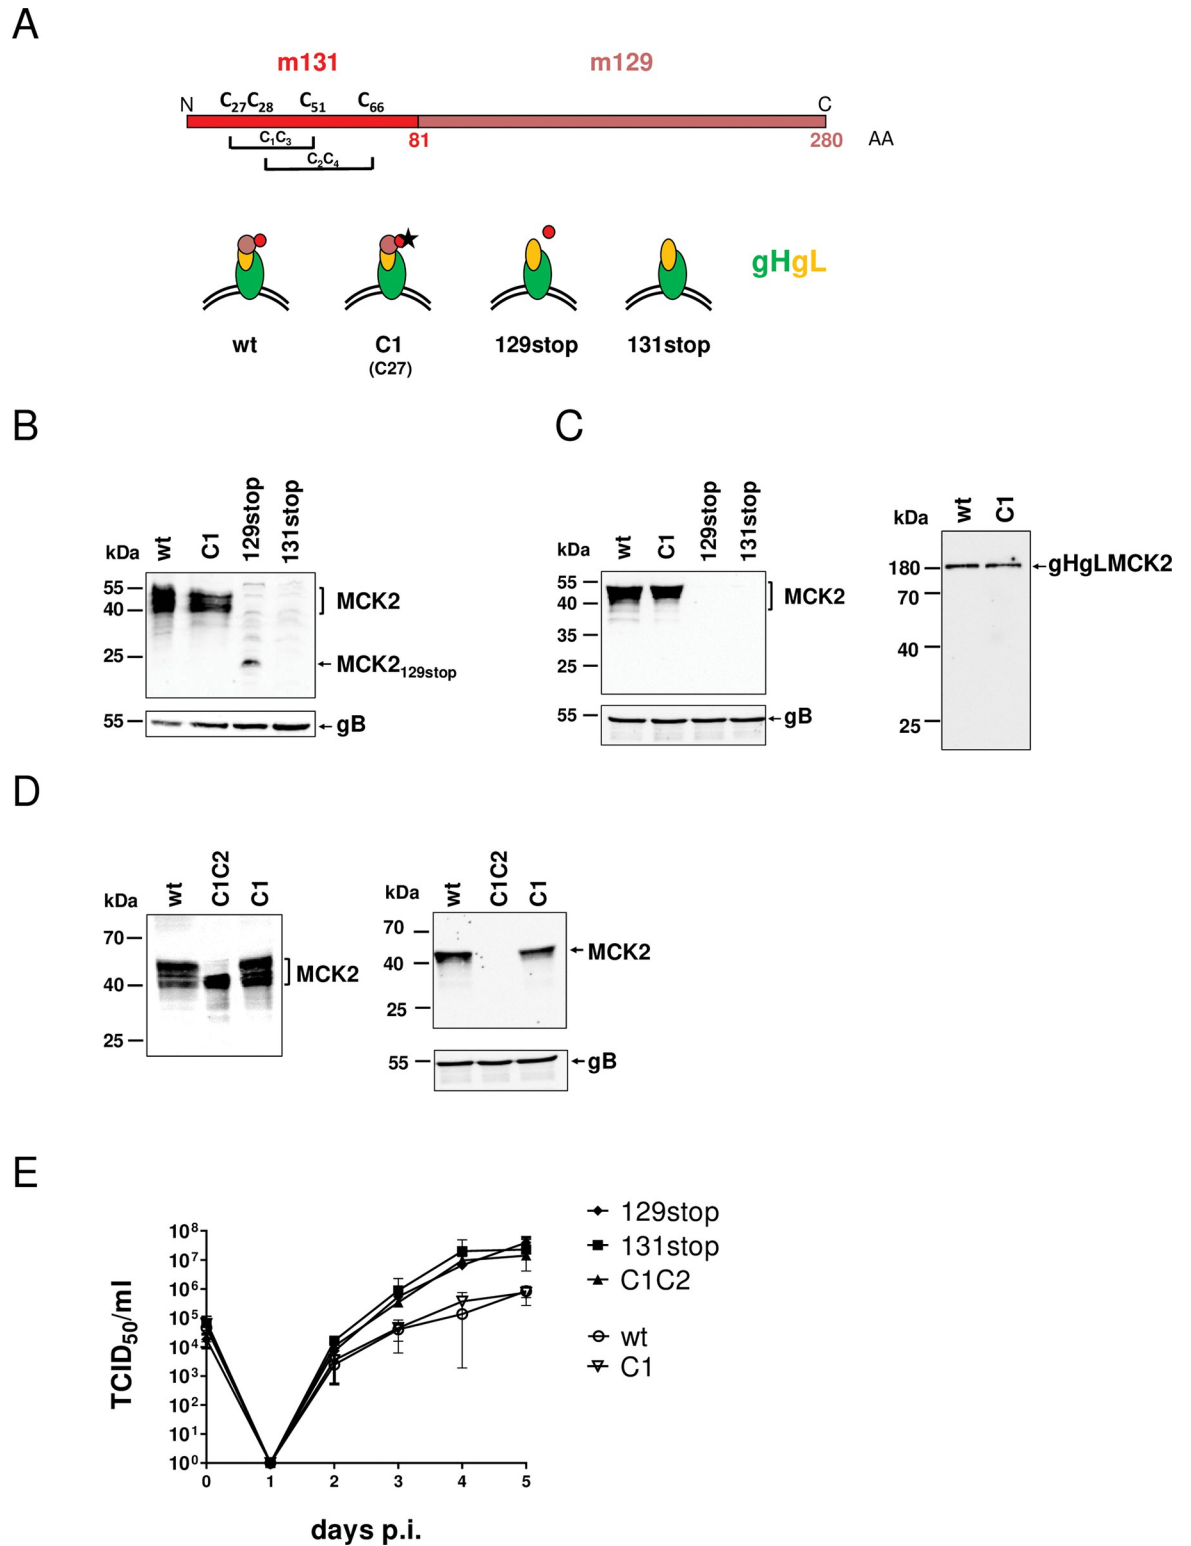 A
m131 m129
N C₂₇C₂₈ C₅₁ C₆₆ C
C₁C₃ 81 280 AA
C₂C₄
gHgL
wt C1 129stop 131stop
(C27)
B
kDa wt C1 129stop 131stop
55
40
25
MCK2
MCK2₁₂₉stop
55 gB
C
kDa wt C1 129stop 131stop
55
40
35
25
MCK2
55 gB
kDa wt C1
180
70
40
25
gHgLMCK2
D
kDa wt C1C2 C1
70
40
25
MCK2
kDa wt C1C2 C1
70
40
25
MCK2
55 gB
E
TCID₅₀/ml
10⁸
10⁷
10⁶
10⁵
10⁴
10³
10²
10¹
10⁰
0 1 2 3 4 5
days p.i.
129stop
131stop
C1C2
wt
C1